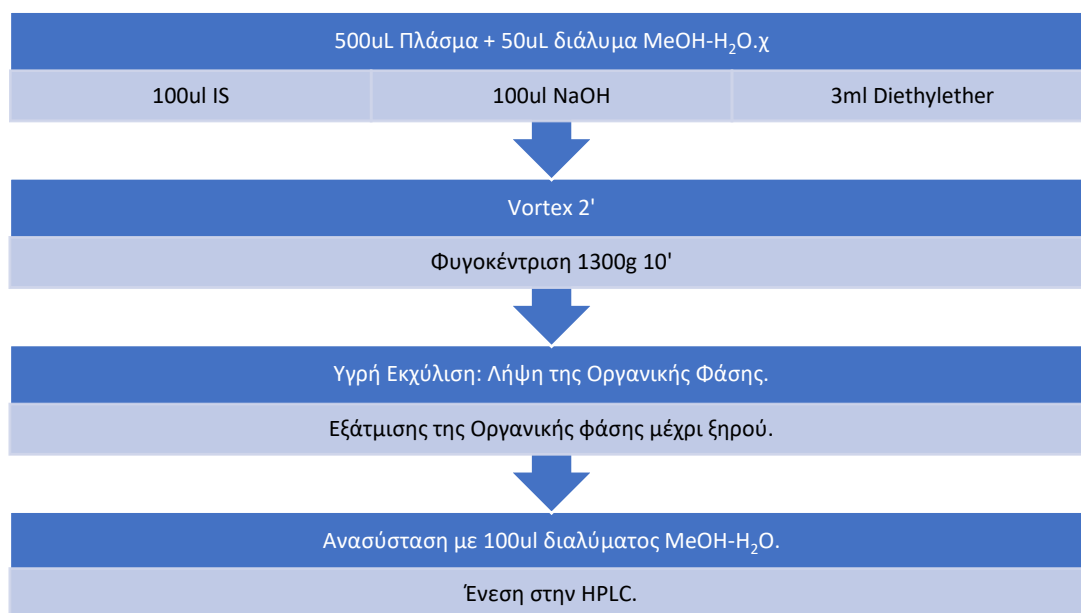 500uL Πλάσμα + 50uL διάλυμα MeOH-H₂O.χ
100ul IS 100ul NaOH 3ml Diethylether
Vortex 2'
Φυγοκέντριση 1300g 10'
Υγρή Εκχύλιση: Λήψη της Οργανικής Φάσης.
Εξάτμισης της Οργανικής φάσης μέχρι ξηρού.
Ανασύσταση με 100ul διαλύματος MeOH-H₂O.
Ένεση στην HPLC.